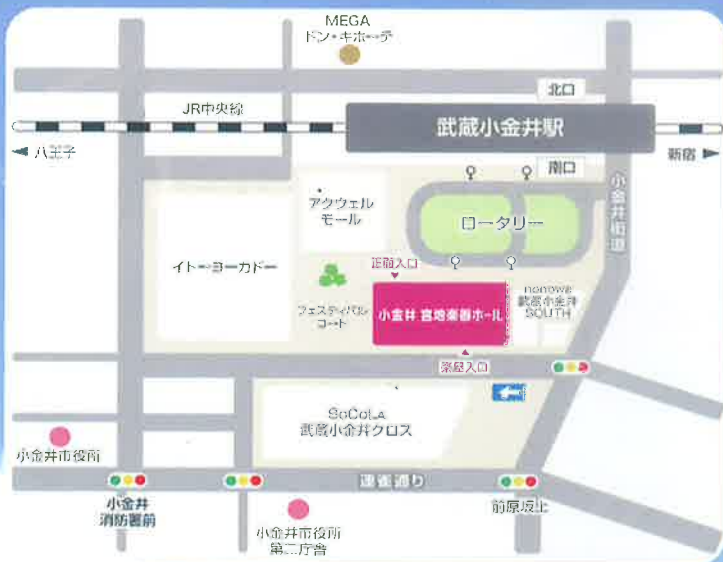 MEGA
ドン・キホーテ
北口
JR中央線
武蔵小金井駅
八王子
新宿
南口
小金井街道
アクウェル
モール
ロータリー
イトーヨーカドー
正面入口
フェスティバル
コート
小金井 宮地楽器ホール
nonowa
武蔵小金井
SOUTH
楽屋入口
SoCoLA
武蔵小金井クロス
小金井市役所
連雀通り
小金井
消防署前
前原坂上
小金井市役所
第二庁舎